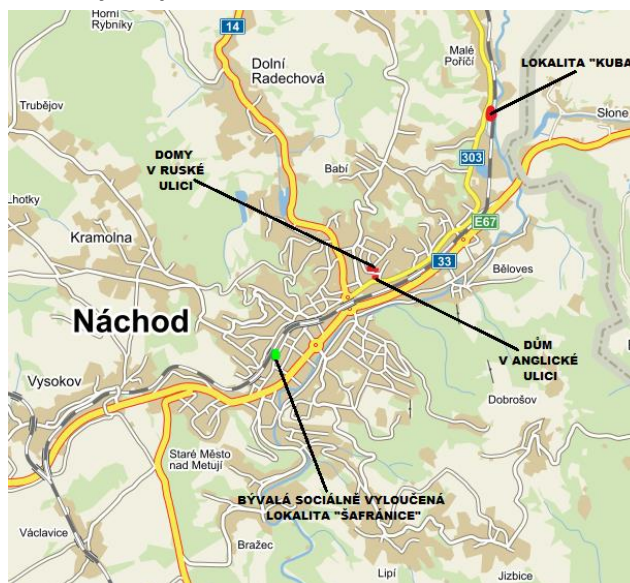 Horní
Rybníky
14
Dolní
Radechová
Malé
Poříčí
LOKALITA "KUBA
Trubějov
Słone
DOMY
V RUSKÉ
ULICI
Babí
303
Lhotky
E67
Kramolna
33
Běloves
Náchod
DŮM
V ANGLICKÉ
ULICI
Vysokov
Dobrošov
Staré Město
nad Metují
BÝVALÁ SOCIÁLNĚ VYLOUČENÁ
LOKALITA "ŠAFRÁNICE"
Václavice
Bražec
Lipí
Jizbice